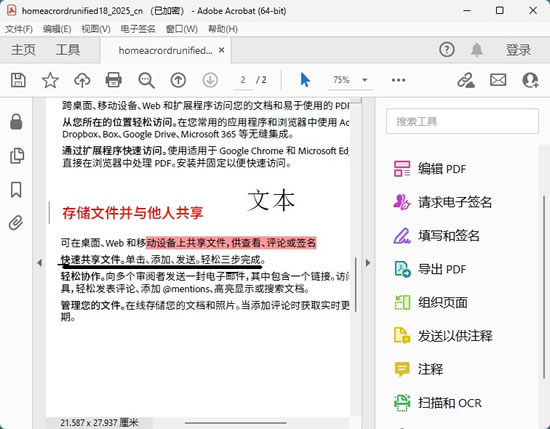 homeacrordrunified18_2025_cn （已加密） - Adobe Acrobat (64-bit)
文件(F) 编辑(E) 视图(V) 电子签名 窗口(W) 帮助(H)
主页 工具 homeacrordrunified... × 登录
2 / 2 75%
跨桌面、移动设备、Web 和扩展程序访问您的文档和易于使用的 PDF
从您所在的位置轻松访问。在您常用的应用程序和浏览器中使用 Ac
Dropbox、Box、Google Drive、Microsoft 365 等无缝集成。
通过扩展程序快速访问。使用适用于 Google Chrome 和 Microsoft Ed
直接在浏览器中处理 PDF。安装并固定以便快速访问。
文本
存储文件并与他人共享
可在桌面、Web 和移动设备上共享文件，供查看、评论或签名
快速共享文件。单击、添加、发送。轻松三步完成。
轻松协作。向多个审阅者发送一封电子邮件，其中包含一个链接。访问
具，轻松发表评论、添加 @mentions、高亮显示或搜索文档。
管理您的文件。在线存储您的文档和照片。当添加评论时获取实时更
期。
21.587 x 27.937 厘米
搜索工具
编辑 PDF
请求电子签名
填写和签名
导出 PDF
组织页面
发送以供注释
注释
扫描和 OCR